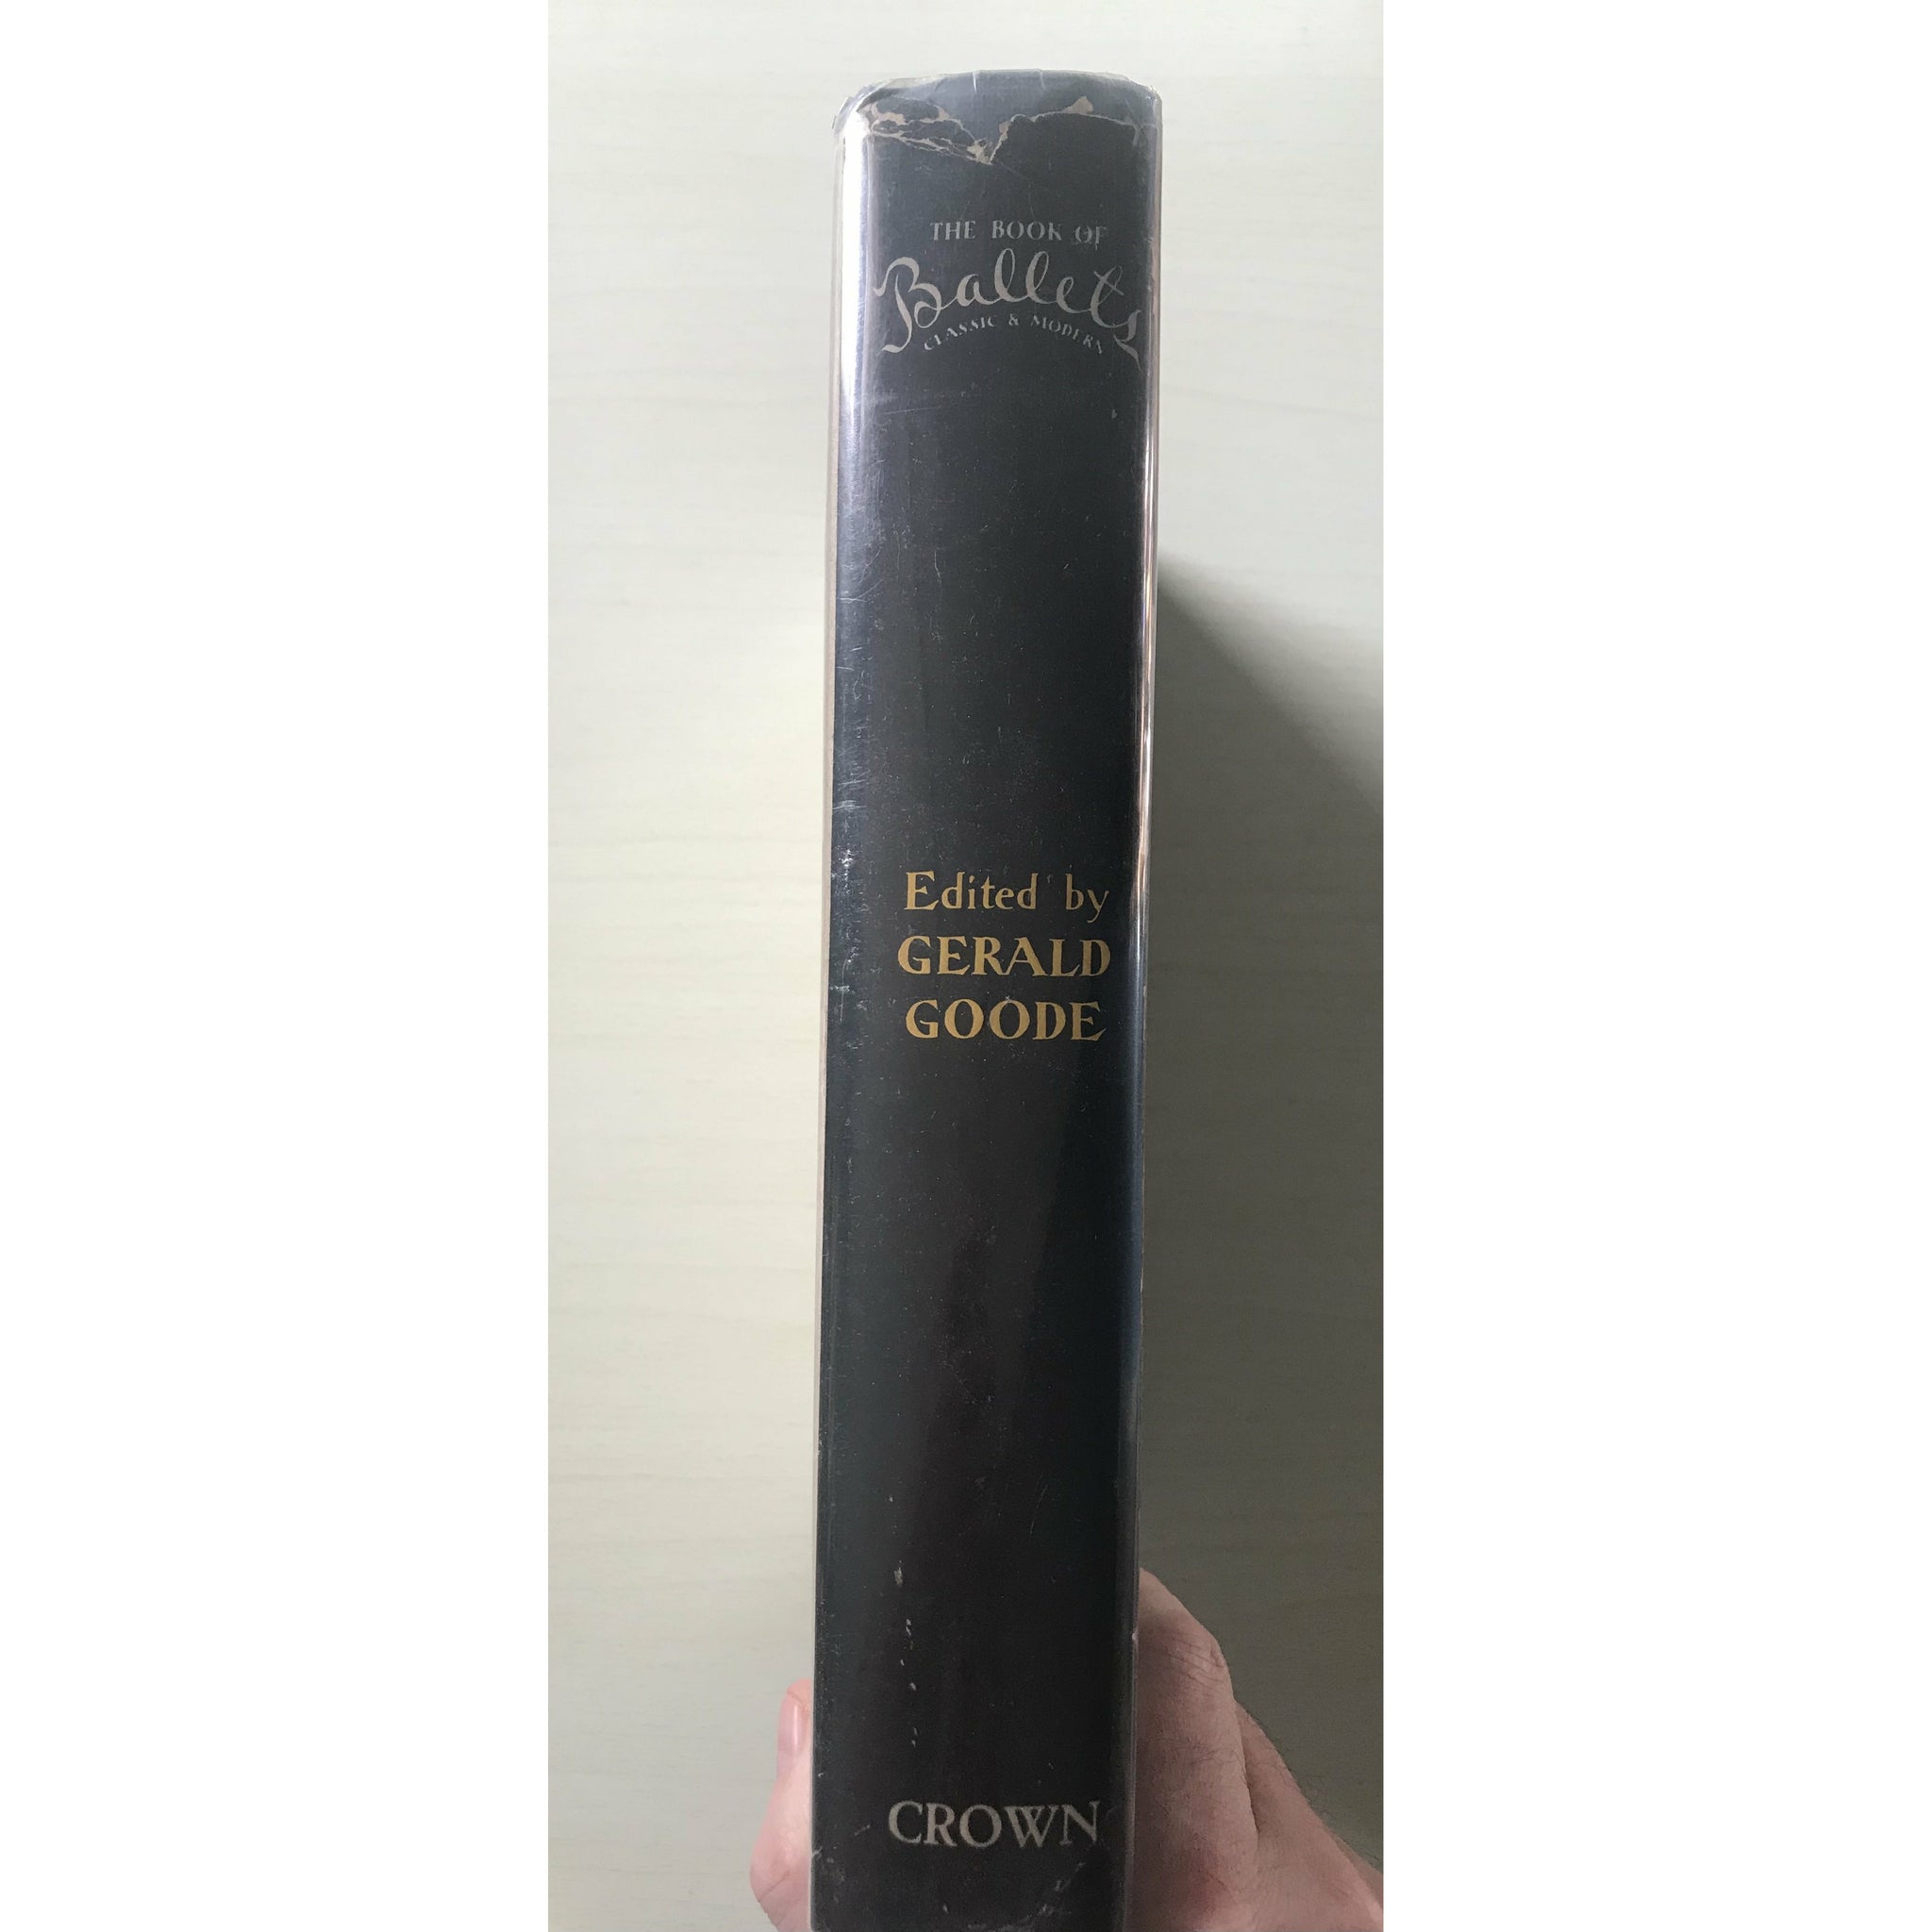 THE BOOK OF
Ballets
CLASSIC & MODERN
Edited by
GERALD
GOODE
CROWN